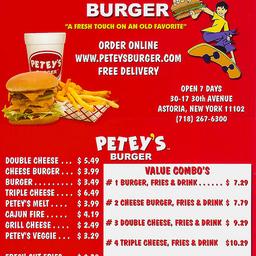 BURGER
"A FRESH TOUCH ON AN OLD FAVORITE"
ORDER ONLINE
WWW.PETEYSBURGER.COM
FREE DELIVERY
PETEY'S
BURGER
OPEN 7 DAYS
30-17 30th AVENUE
ASTORIA, NEW YORK 11102
(718) 267-6300
PETEY'S
BURGER
DOUBLE CHEESE . . . $ 5.49
CHEESE BURGER . . . $ 3.99
BURGER . . . . . . . . $ 3.49
TRIPLE CHEESE . . . . $ 6.49
PETEY'S MELT . . . . $ 3.99
CAJUN FIRE . . . . . $ 4.19
GRILL CHEESE . . . . $ 2.49
PETEY'S VEGGIE . . . $ 3.29
VALUE COMBO'S
# 1 BURGER, FRIES & DRINK . . . . . . $ 7.29
# 2 CHEESE BURGER, FRIES & DRINK $ 7.79
# 3 DOUBLE CHEESE, FRIES & DRINK $ 9.29
# 4 TRIPLE CHEESE, FRIES & DRINK $10.29